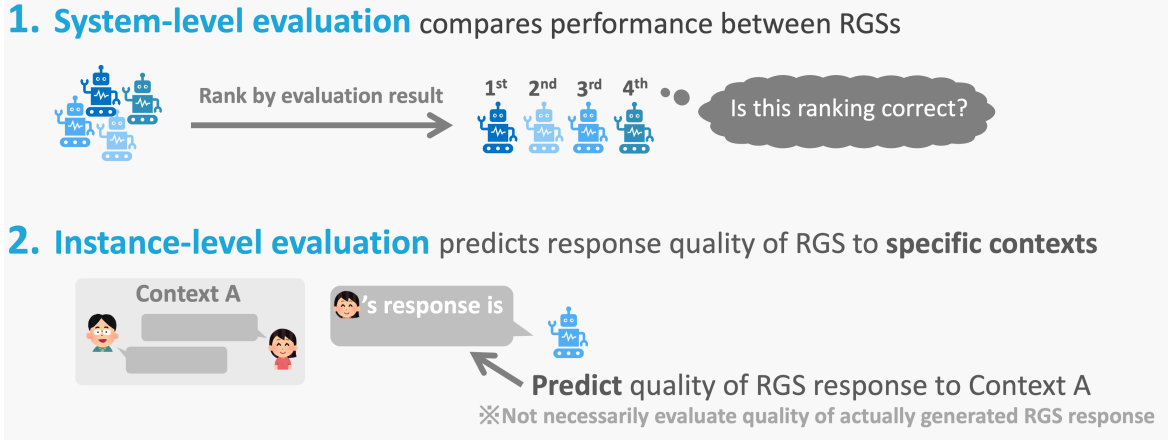 1. System-level evaluation compares performance between RGSs
Rank by evaluation result
1st 2nd 3rd 4th
Is this ranking correct?
2. Instance-level evaluation predicts response quality of RGS to specific contexts
Context A
's response is
Predict quality of RGS response to Context A
※Not necessarily evaluate quality of actually generated RGS response